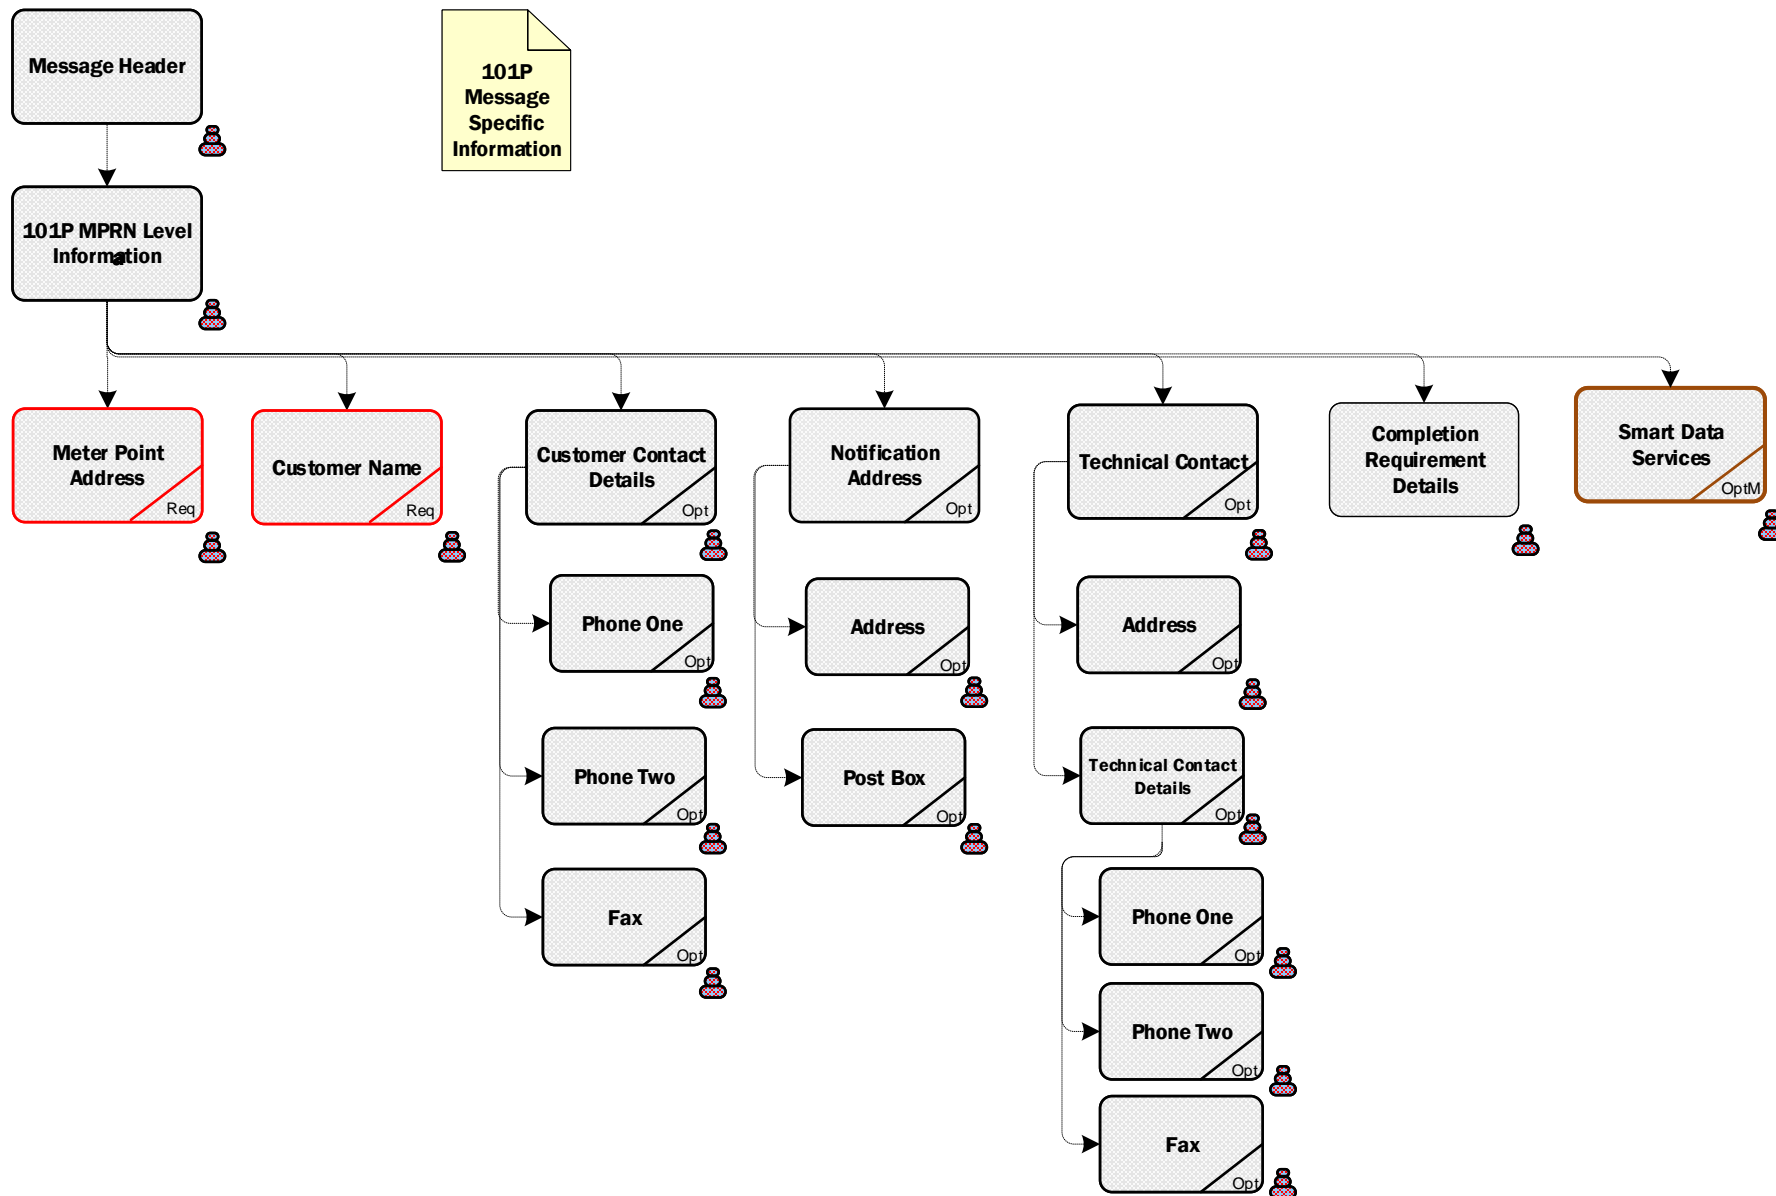 Message Header
101P
Message
Specific
Information
101P MPRN Level
Information
a
Meter Point
Address
Req
Customer Name
Req
Customer Contact
Details
Opt
Notification
Address
Opt
Technical Contact
Opt
Completion
Requirement
Details
Smart Data
Services
OptM
Phone One
Opt
Address
Opt
Address
Opt
Phone Two
Opt
Post Box
Opt
Technical Contact
Details
Opt
Fax
Opt
Phone One
Opt
Phone Two
Opt
Fax
Opt